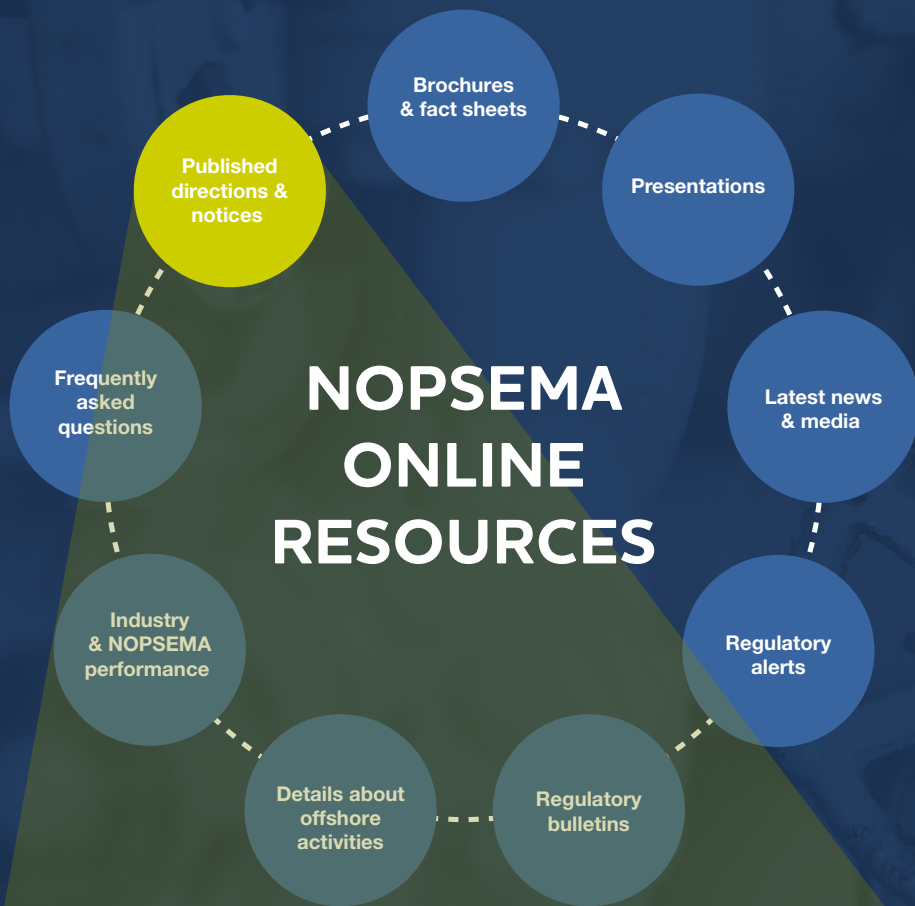 Brochures
& fact sheets
Published
directions &
notices
Presentations
Frequently
asked
questions
NOPSEMA
ONLINE
RESOURCES
Latest news
& media
Industry
& NOPSEMA
performance
Regulatory
alerts
Details about
offshore
activities
Regulatory
bulletins